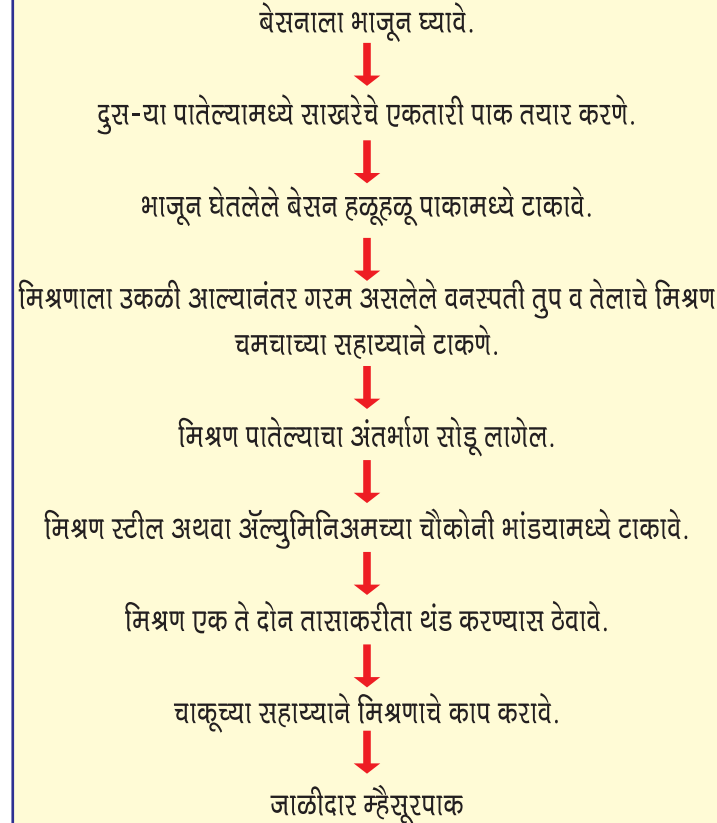 बेसनाला भाजून घ्यावे.
दुस-या पातेल्यामध्ये साखरेचे एकतारी पाक तयार करणे.
भाजून घेतलेले बेसन हळूहळू पाकामध्ये टाकावे.
मिश्रणाला उकळी आल्यानंतर गरम असलेले वनस्पती तुप व तेलाचे मिश्रण
चमचाच्या सहाय्याने टाकणे.
मिश्रण पातेल्याचा अंतर्भाग सोडू लागेल.
मिश्रण स्टील अथवा ॲल्युमिनिअमच्या चौकोनी भांडयामध्ये टाकावे.
मिश्रण एक ते दोन तासाकरीता थंड करण्यास ठेवावे.
चाकूच्या सहाय्याने मिश्रणाचे काप करावे.
जाळीदार म्हैसूरपाक